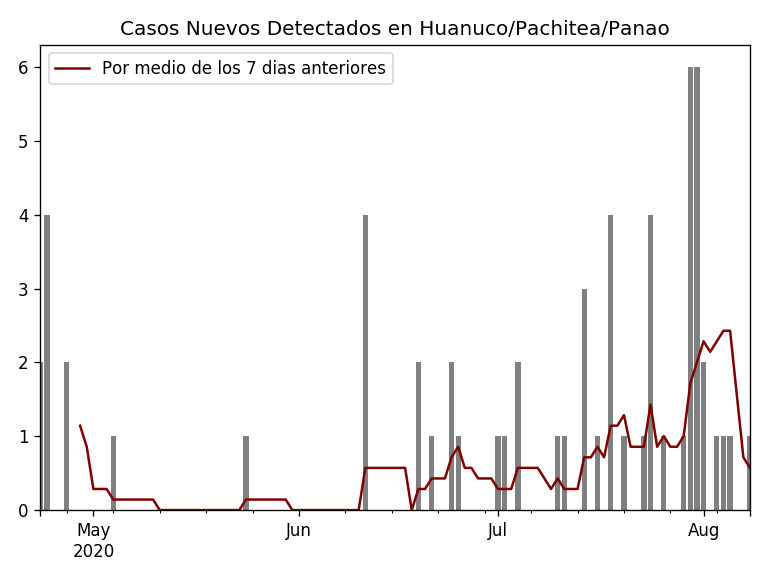 Casos Nuevos Detectados en Huanuco/Pachitea/Panao
Por medio de los 7 dias anteriores
6
5
4
3
2
1
0
May
2020
Jun
Jul
Aug